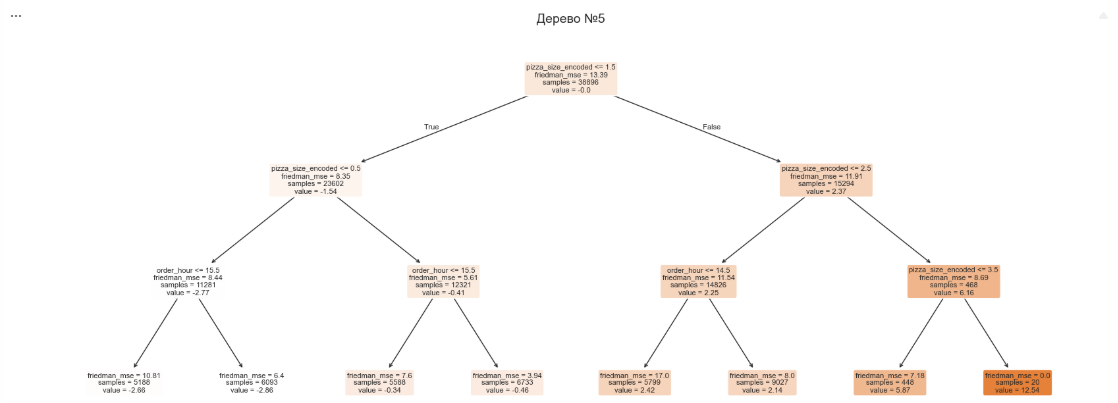 Дерево №5
pizza_size_encoded <= 1.5
friedman_mse = 13.39
samples = 38896
value = -0.0
True
False
pizza_size_encoded <= 0.5
friedman_mse = 8.35
samples = 23602
value = -1.54
pizza_size_encoded <= 2.5
friedman_mse = 11.91
samples = 15294
value = 2.37
order_hour <= 15.5
friedman_mse = 8.44
samples = 11281
value = -2.77
order_hour <= 15.5
friedman_mse = 5.61
samples = 12321
value = -0.41
order_hour <= 14.5
friedman_mse = 11.54
samples = 14826
value = 2.25
pizza_size_encoded <= 3.5
friedman_mse = 8.69
samples = 468
value = 6.16
friedman_mse = 10.81
samples = 5188
value = -2.66
friedman_mse = 6.4
samples = 6093
value = -2.86
friedman_mse = 7.6
samples = 5588
value = -0.34
friedman_mse = 3.94
samples = 6733
value = -0.46
friedman_mse = 17.0
samples = 5799
value = 2.42
friedman_mse = 8.0
samples = 9027
value = 2.14
friedman_mse = 7.18
samples = 448
value = 5.87
friedman_mse = 0.0
samples = 20
value = 12.54